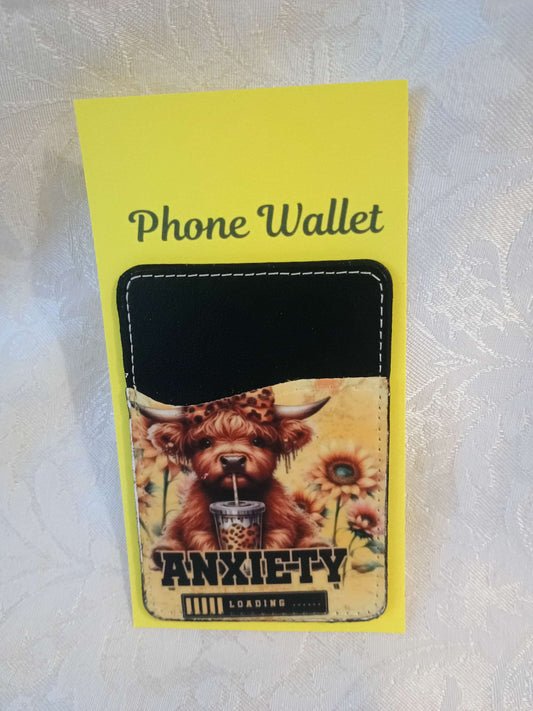 Phone Wallet
ANXIETY
LOADING ......